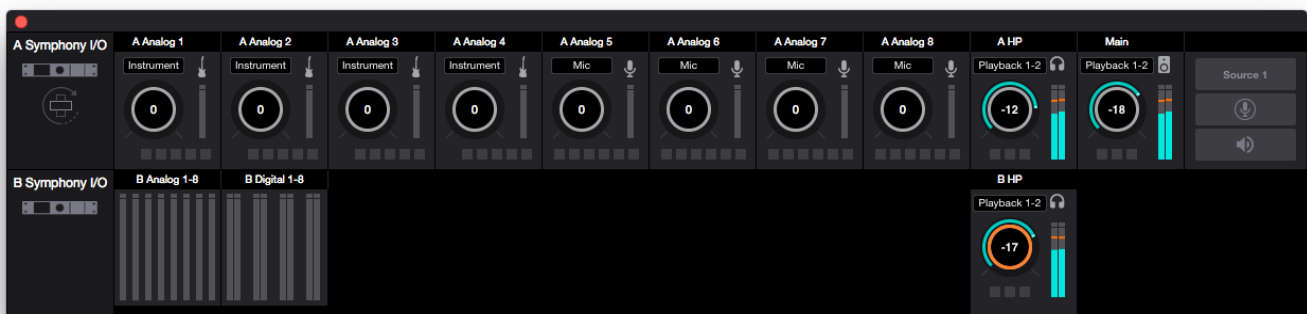 A Symphony I/O
A Analog 1
A Analog 2
A Analog 3
A Analog 4
A Analog 5
A Analog 6
A Analog 7
A Analog 8
A HP
Main
Instrument
Instrument
Instrument
Instrument
Mic
Mic
Mic
Mic
Playback 1-2
Playback 1-2
Source 1
0
0
0
0
0
0
0
0
-12
-18
B Symphony I/O
B Analog 1-8
B Digital 1-8
B HP
Playback 1-2
-17